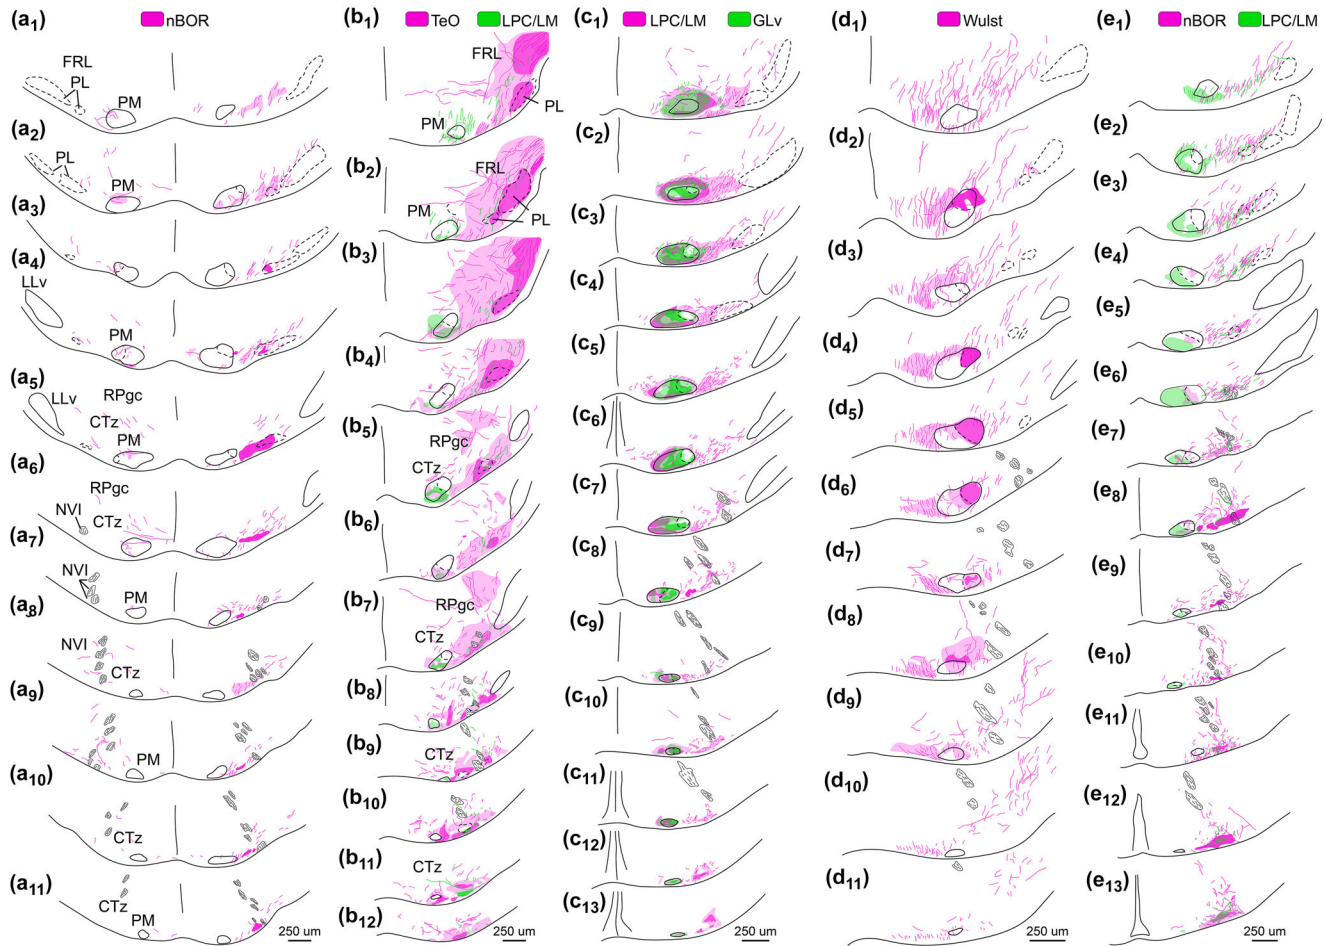 (a1) nBOR
FRL
PL
PM
(a2)
PL
PM
(a3)
(a4)
LLv
PM
(a5)
LLv
RPgc
CTz
PM
(a6)
RPgc
NVI
CTz
(a7)
NVI
PM
(a8)
NVI
CTz
(a9)
PM
(a10)
CTz
(a11)
CTz
PM
250 um
(b1) TeO LPC/LM
FRL
PL
PM
(b2)
FRL
PM
PL
(b3)
(b4)
(b5)
RPgc
CTz
(b6)
(b7)
RPgc
CTz
(b8)
(b9)
CTz
(b10)
(b11)
CTz
(b12)
250 um
(c1) LPC/LM GLv
(c2)
(c3)
(c4)
(c5)
(c6)
(c7)
(c8)
(c9)
(c10)
(c11)
(c12)
(c13)
250 um
(d1) Wulst
(d2)
(d3)
(d4)
(d5)
(d6)
(d7)
(d8)
(d9)
(d10)
(d11)
250 um
(e1) nBOR LPC/LM
(e2)
(e3)
(e4)
(e5)
(e6)
(e7)
(e8)
(e9)
(e10)
(e11)
(e12)
(e13)
250 um